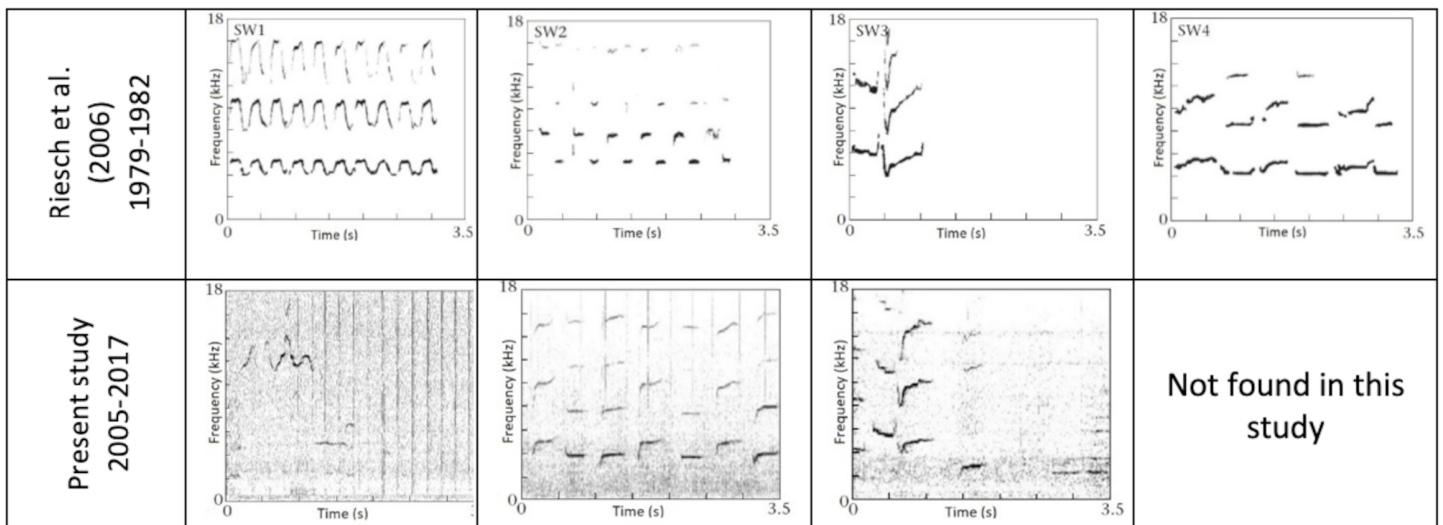 Riesch et al.
(2006)
1979-1982
18
SW1
Frequency (kHz)
0
0
Time (s)
3.5
18
SW2
Frequency (kHz)
0
0
Time (s)
3.5
18
SW3
Frequency (kHz)
0
0
Time (s)
3.5
18
SW4
Frequency (kHz)
0
0
Time (s)
3.5
Present study
2005-2017
18
Frequency (kHz)
0
0
Time (s)
18
Frequency (kHz)
0
0
Time (s)
3.5
18
Frequency (kHz)
0
0
Time (s)
3.5
Not found in this
study